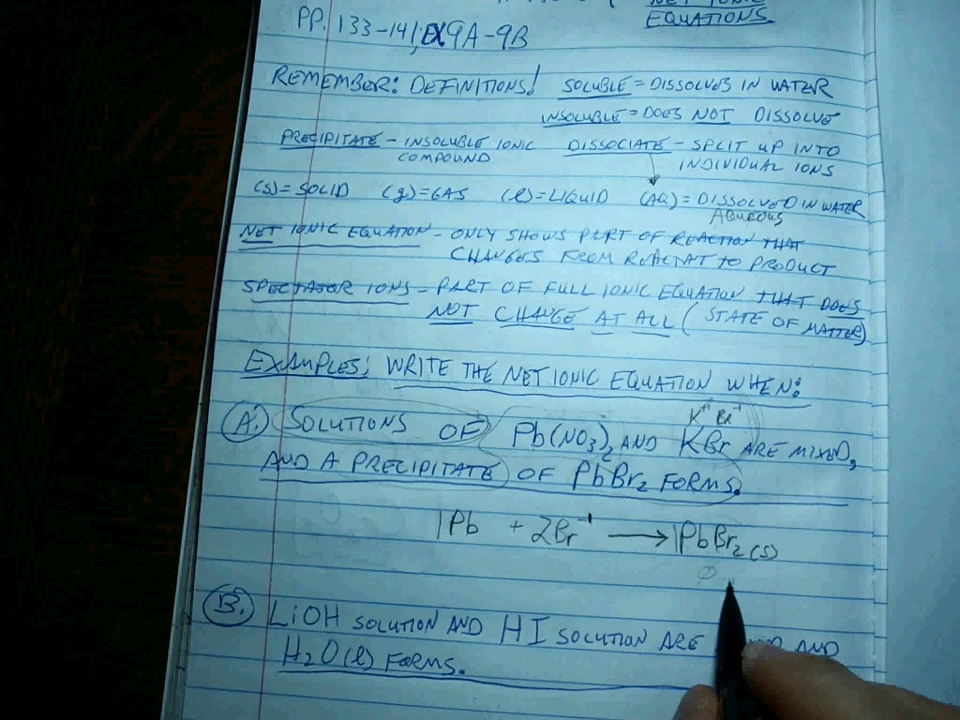 NET IONIC
EQUATIONS
PP. 133-141, EX 9A-9B
REMEMBER: DEFINITIONS! SOLUBLE = DISSOLVES IN WATER
INSOLUBLE = DOES NOT DISSOLVE
PRECIPITATE - INSOLUBLE IONIC COMPOUND DISSOCIATE - SPLIT UP INTO INDIVIDUAL IONS
(s) = SOLID (g) = GAS (l) = LIQUID (AQ) = DISSOLVED IN WATER
AQUEOUS
NET IONIC EQUATION - ONLY SHOWS PART OF REACTION THAT
CHANGES FROM REACTAT TO PRODUCT
SPECTATOR IONS - PART OF FULL IONIC EQUATION THAT DOES
NOT CHANGE AT ALL (STATE OF MATTER)
EXAMPLES: WRITE THE NET IONIC EQUATION WHEN:
K+1 Br-1
A. SOLUTIONS OF Pb(NO3)2 AND KBr ARE MIXED,
AND A PRECIPITATE OF PbBr2 FORMS.
1Pb + 2Br-1 → 1PbBr2(s)
B. LiOH SOLUTION AND HI SOLUTION ARE AND
H2O(l) FORMS.